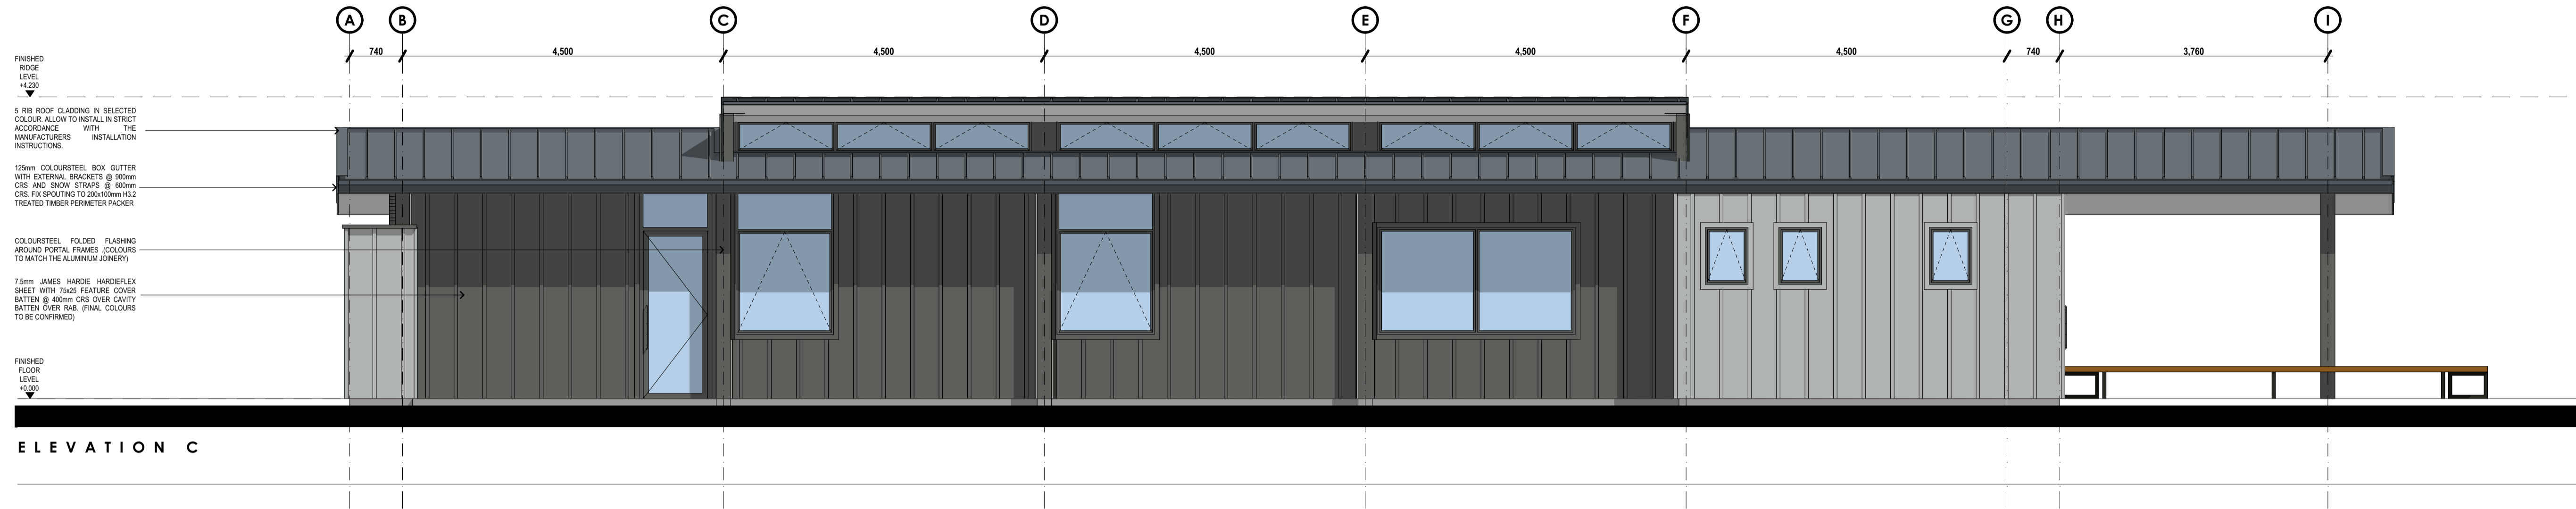 A B C D E F G H I
740 4,500 4,500 4,500 4,500 4,500 740 3,760
FINISHED
RIDGE
LEVEL
+4.230
5 RIB ROOF CLADDING IN SELECTED
COLOUR. ALLOW TO INSTALL IN STRICT
ACCORDANCE WITH THE
MANUFACTURERS INSTALLATION
INSTRUCTIONS.
125mm COLOURSTEEL BOX GUTTER
WITH EXTERNAL BRACKETS @ 900mm
CRS AND SNOW STRAPS @ 600mm
CRS. FIX SPOUTING TO 200x100mm H3.2
TREATED TIMBER PERIMETER PACKER
COLOURSTEEL FOLDED FLASHING
AROUND PORTAL FRAMES .(COLOURS
TO MATCH THE ALUMINIUM JOINERY)
7.5mm JAMES HARDIE HARDIEFLEX
SHEET WITH 75x25 FEATURE COVER
BATTEN @ 400mm CRS OVER CAVITY
BATTEN OVER RAB. (FINAL COLOURS
TO BE CONFIRMED)
FINISHED
FLOOR
LEVEL
+0.000
ELEVATION C